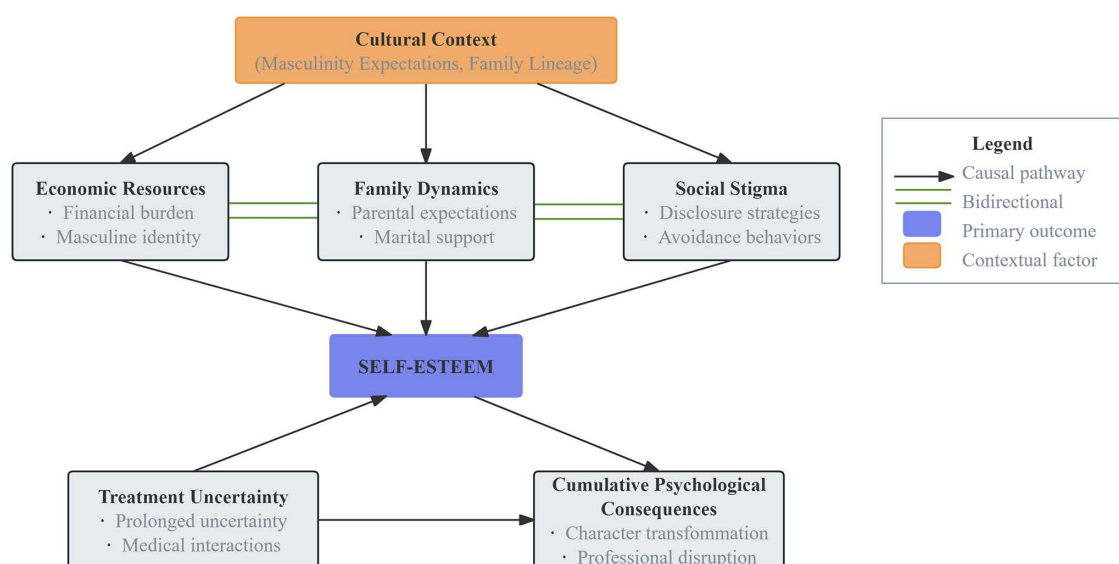 Cultural Context
(Masculinity Expectations, Family Lineage)
Economic Resources
· Financial burden
· Masculine identity
Family Dynamics
· Parental expectations
· Marital support
Social Stigma
· Disclosure strategies
· Avoidance behaviors
Legend
Causal pathway
Bidirectional
Primary outcome
Contextual factor
SELF-ESTEEM
Treatment Uncertainty
· Prolonged uncertainty
· Medical interactions
Cumulative Psychological
Consequences
· Character transfommation
· Professional disruption